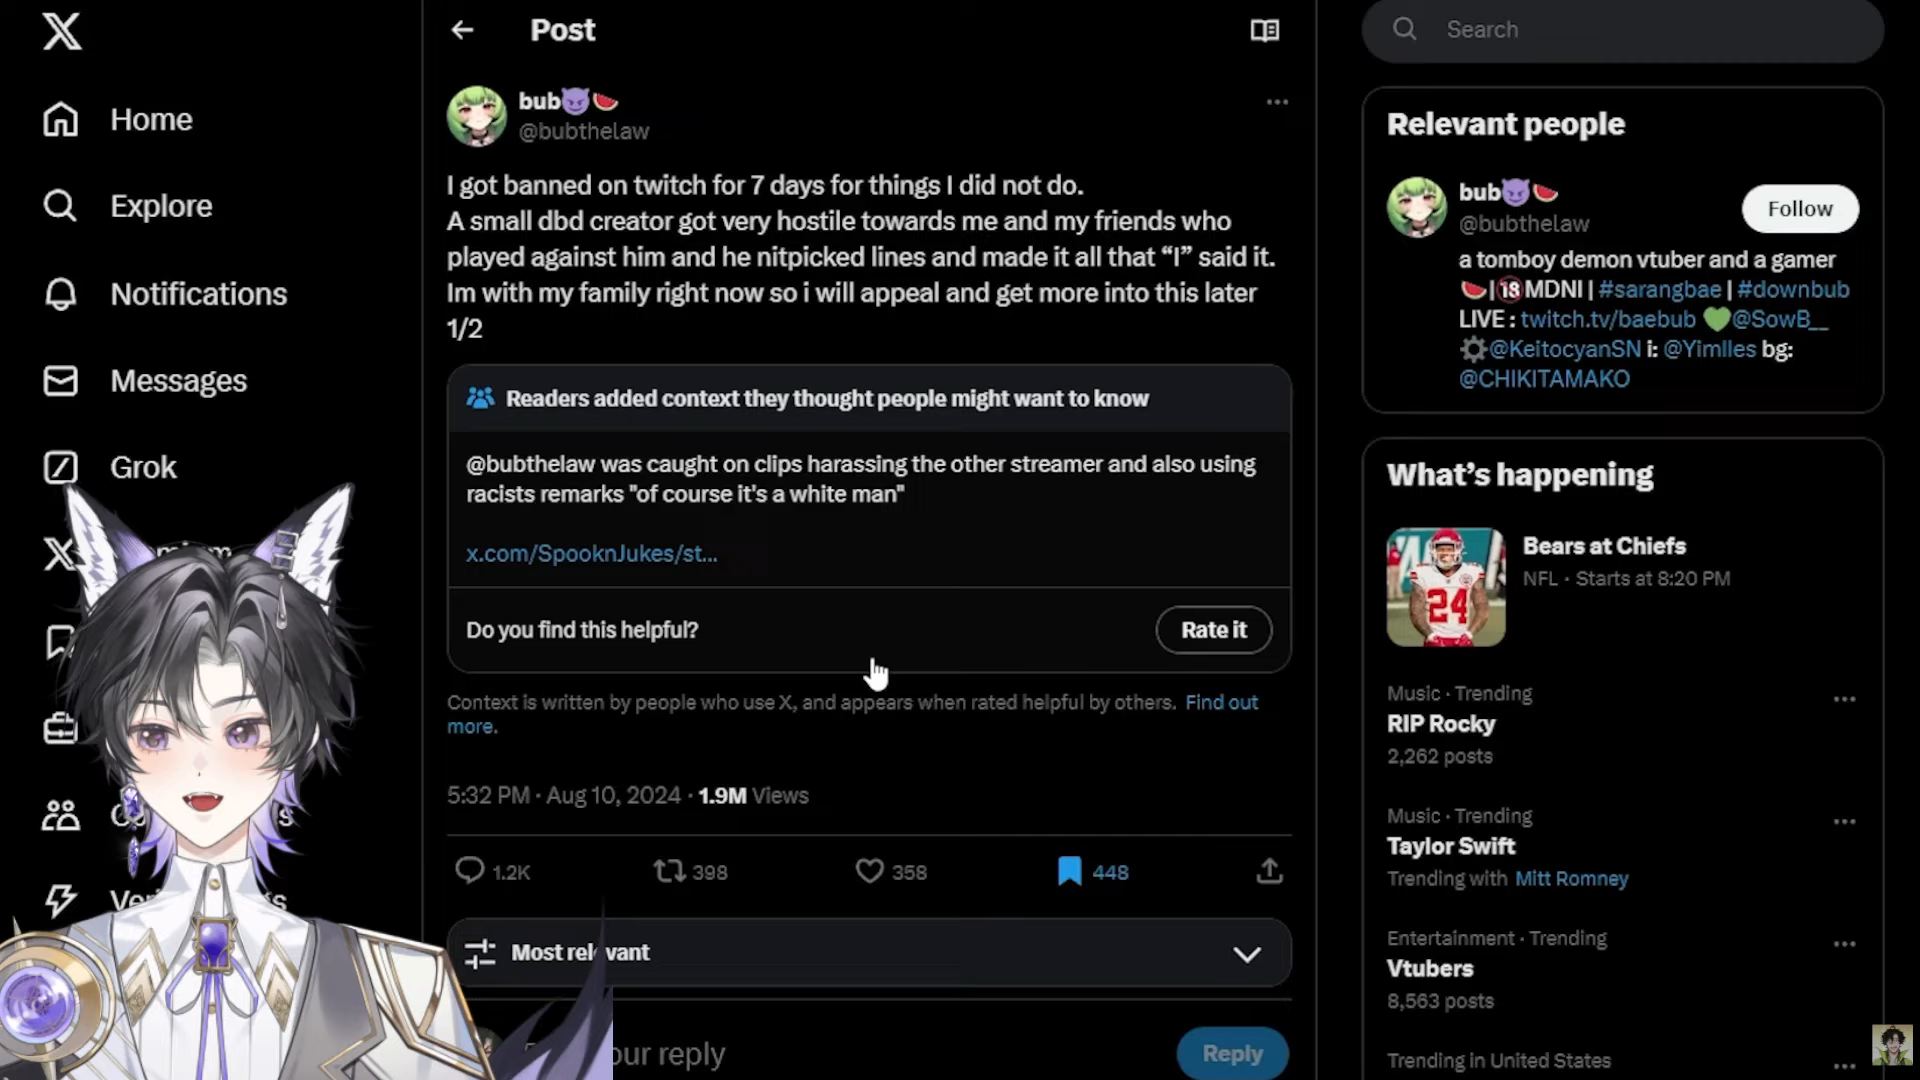 Post
Search
bub😈🍉
@bubthelaw
I got banned on twitch for 7 days for things I did not do.
A small dbd creator got very hostile towards me and my friends who
played against him and he nitpicked lines and made it all that “I” said it.
Im with my family right now so i will appeal and get more into this later
1/2
Readers added context they thought people might want to know
@bubthelaw was caught on clips harassing the other streamer and also using
racists remarks "of course it's a white man"
x.com/SpooknJukes/st...
Do you find this helpful?
Rate it
Context is written by people who use X, and appears when rated helpful by others. Find out
more.
5:32 PM · Aug 10, 2024 · 1.9M Views
1.2K
398
358
448
Most relevant
our reply
Reply
Home
Explore
Notifications
Messages
Grok
Relevant people
bub😈🍉
@bubthelaw
Follow
a tomboy demon vtuber and a gamer
🍉|🔞MDNI | #sarangbae | #downbub
LIVE : twitch.tv/baebub 💚@SowB__
⚙️@KeitocyanSN i: @Yimlles bg:
@CHIKITAMAKO
What’s happening
Bears at Chiefs
NFL · Starts at 8:20 PM
24
Music · Trending
RIP Rocky
2,262 posts
Music · Trending
Taylor Swift
Trending with Mitt Romney
Entertainment · Trending
Vtubers
8,563 posts
Trending in United States